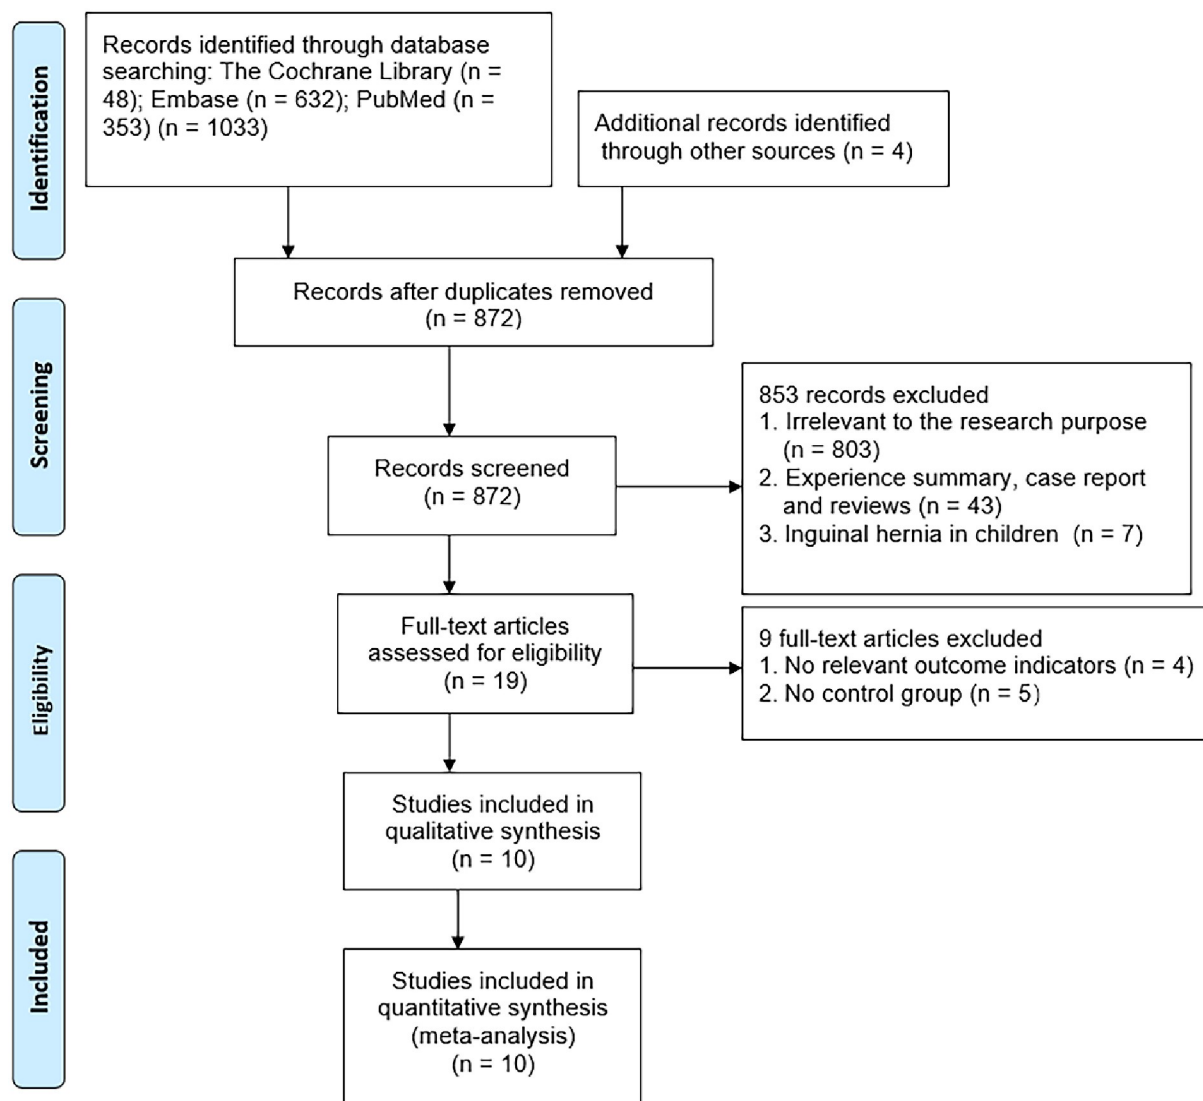 Identification
Records identified through database
searching: The Cochrane Library (n =
48); Embase (n = 632); PubMed (n =
353) (n = 1033)
Additional records identified
through other sources (n = 4)
Records after duplicates removed
(n = 872)
Screening
Records screened
(n = 872)
853 records excluded
1. Irrelevant to the research purpose
(n = 803)
2. Experience summary, case report
and reviews (n = 43)
3. Inguinal hernia in children (n = 7)
Eligibility
Full-text articles
assessed for eligibility
(n = 19)
9 full-text articles excluded
1. No relevant outcome indicators (n = 4)
2. No control group (n = 5)
Studies included in
qualitative synthesis
(n = 10)
Included
Studies included in
quantitative synthesis
(meta-analysis)
(n = 10)